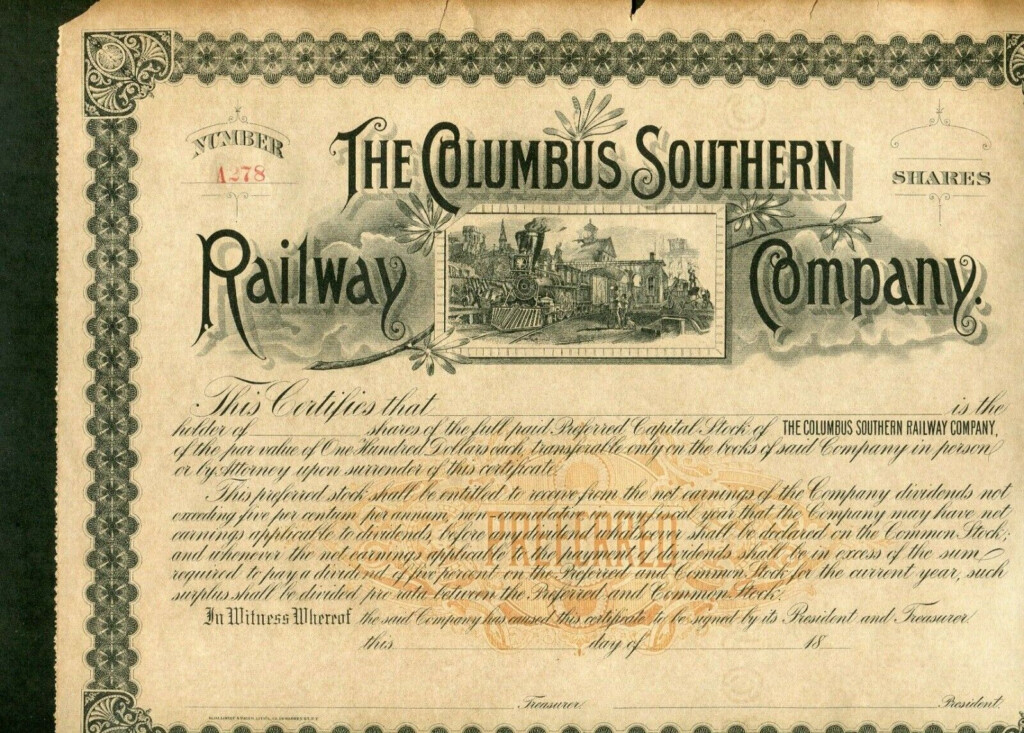 NUMBER
A278
SHARES
THE COLUMBUS SOUTHERN
Railway Company.
This Certifies that is the
holder of shares of the full paid Preferred Capital Stock of THE COLUMBUS SOUTHERN RAILWAY COMPANY,
of the par value of One Hundred Dollars each, transferable only on the books of said Company in person
or by Attorney upon surrender of this certificate.
This preferred stock shall be entitled to receive from the net earnings of the Company dividends not
exceeding five per centum per annum, non cumulative in any fiscal year that the Company may have not
earnings applicable to dividends, before any dividend shall be declared on the Common Stock;
and whenever the net earnings applicable to the payment of dividends shall be in excess of the sum
required to pay a dividend of five percent on the Preferred and Common Stock for the current year, such
surplus shall be divided pro rata between the Preferred and Common Stock.
PREFERRED
In Witness Whereof the said Company has caused this certificate to be signed by its President and Treasurer
this day of 18
Treasurer. President.